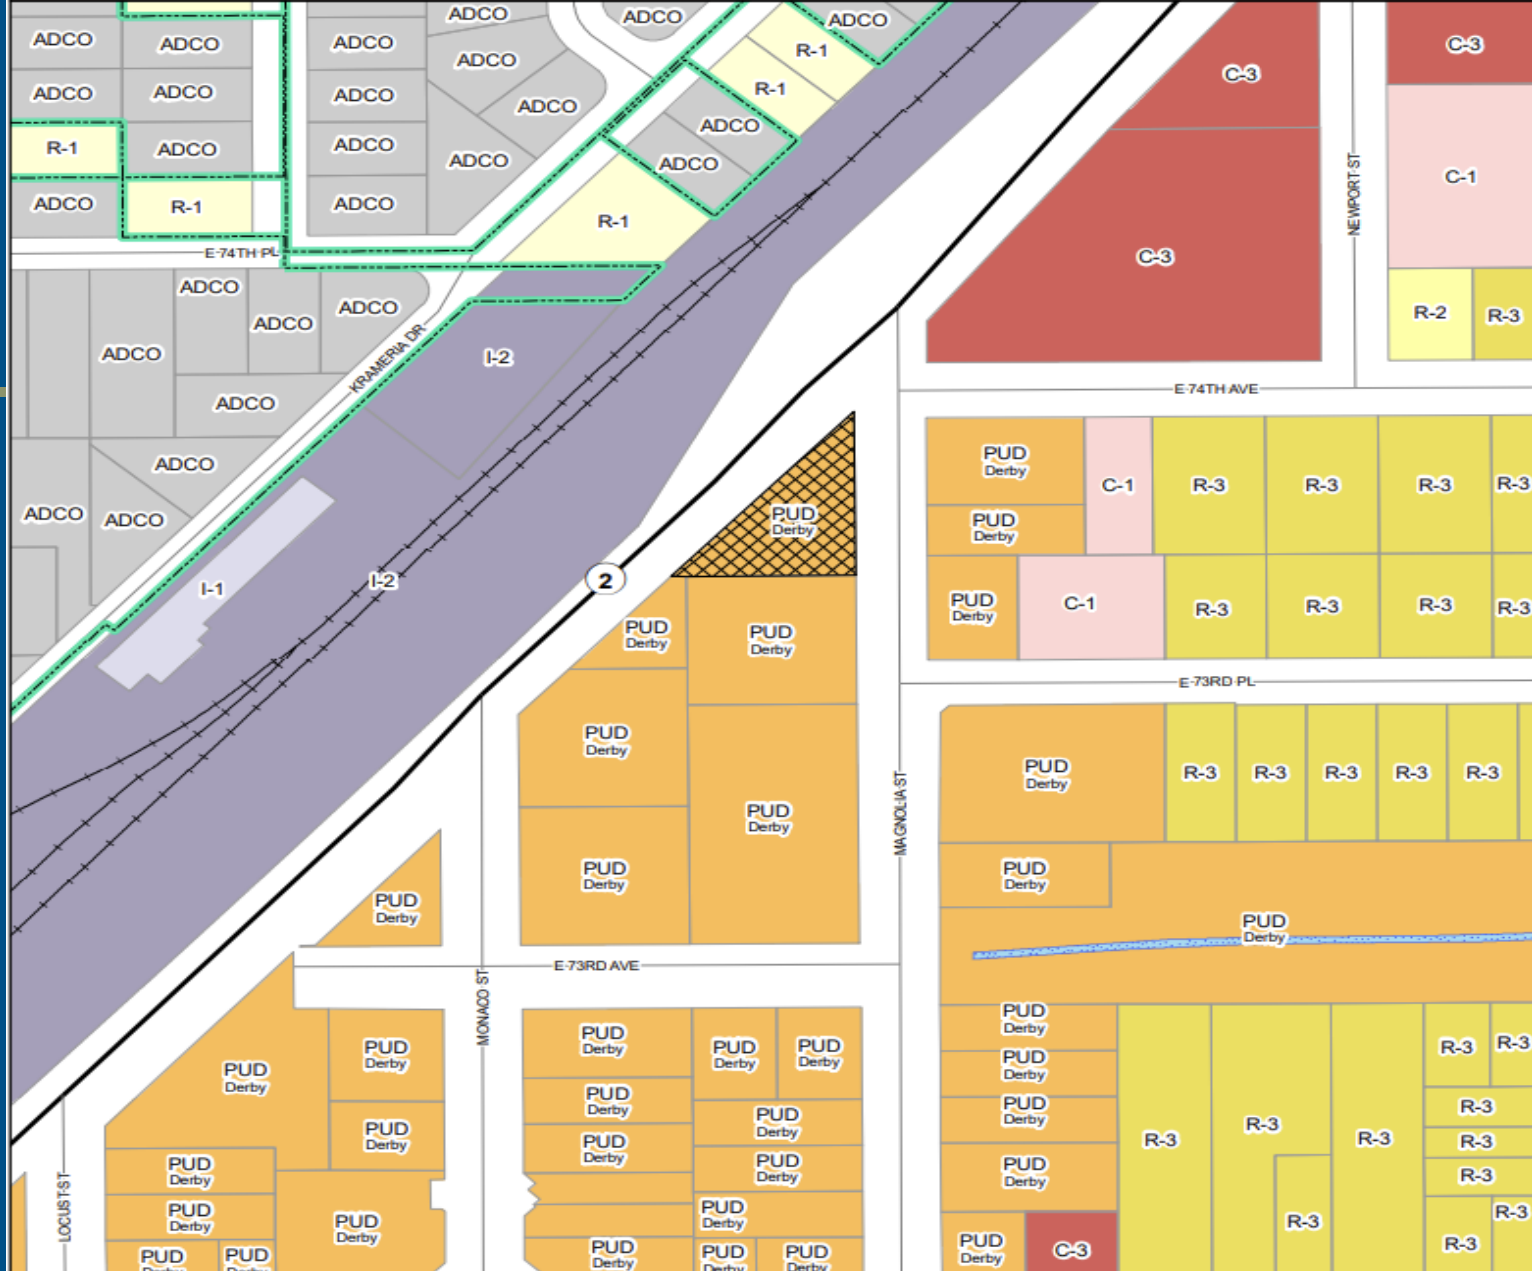 ADCO
ADCO
ADCO
ADCO
ADCO
ADCO
ADCO
R-1
ADCO
C-3
C-3
ADCO
ADCO
ADCO
ADCO
R-1
ADCO
ADCO
R-1
ADCO
ADCO
ADCO
ADCO
C-1
NEWPORT ST
ADCO
R-1
ADCO
R-1
E 74TH PL
C-3
ADCO
ADCO
ADCO
ADCO
R-2
R-3
KRAMERIA DR
ADCO
I-2
E 74TH AVE
ADCO
ADCO
PUD
Derby
C-1
R-3
R-3
R-3
R-3
ADCO
ADCO
PUD
Derby
PUD
Derby
I-1
I-2
2
PUD
Derby
C-1
R-3
R-3
R-3
R-3
PUD
Derby
PUD
Derby
E 73RD PL
PUD
Derby
PUD
Derby
R-3
R-3
R-3
R-3
R-3
PUD
Derby
MAGNOLIA ST
PUD
Derby
PUD
Derby
PUD
Derby
PUD
Derby
E 73RD AVE
MONACO ST
PUD
Derby
PUD
Derby
PUD
Derby
PUD
Derby
PUD
Derby
PUD
Derby
R-3
R-3
PUD
Derby
PUD
Derby
PUD
Derby
PUD
Derby
PUD
Derby
R-3
R-3
R-3
R-3
R-3
PUD
Derby
PUD
Derby
PUD
Derby
PUD
Derby
R-3
LOCUST ST
PUD
Derby
PUD
Derby
PUD
Derby
R-3
R-3
R-3
PUD
Derby
PUD
Derby
PUD
Derby
PUD
Derby
PUD
Derby
PUD
Derby
C-3